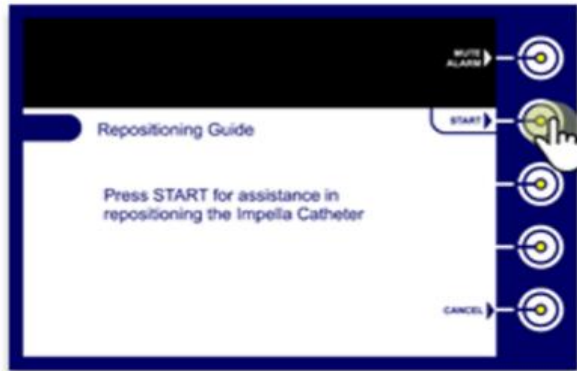 MUTE
ALARM
START
Repositioning Guide
Press START for assistance in
repositioning the Impella Catheter
CANCEL